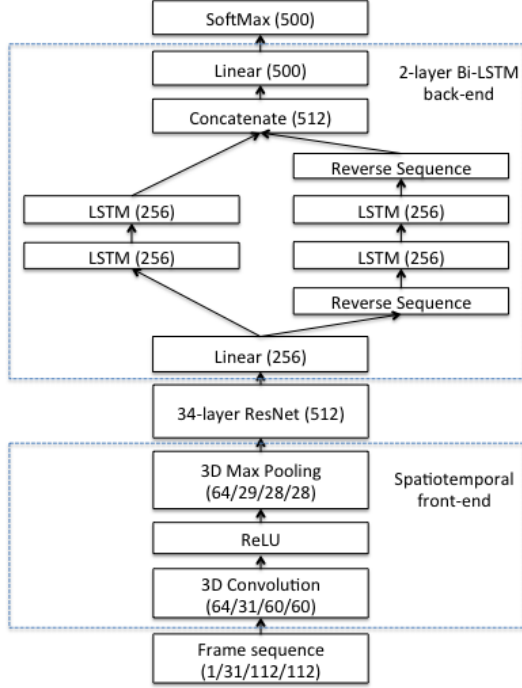 SoftMax (500)
Linear (500)
2-layer Bi-LSTM
back-end
Concatenate (512)
Reverse Sequence
LSTM (256)
LSTM (256)
LSTM (256)
LSTM (256)
Reverse Sequence
Linear (256)
34-layer ResNet (512)
3D Max Pooling
(64/29/28/28)
Spatiotemporal
front-end
ReLU
3D Convolution
(64/31/60/60)
Frame sequence
(1/31/112/112)